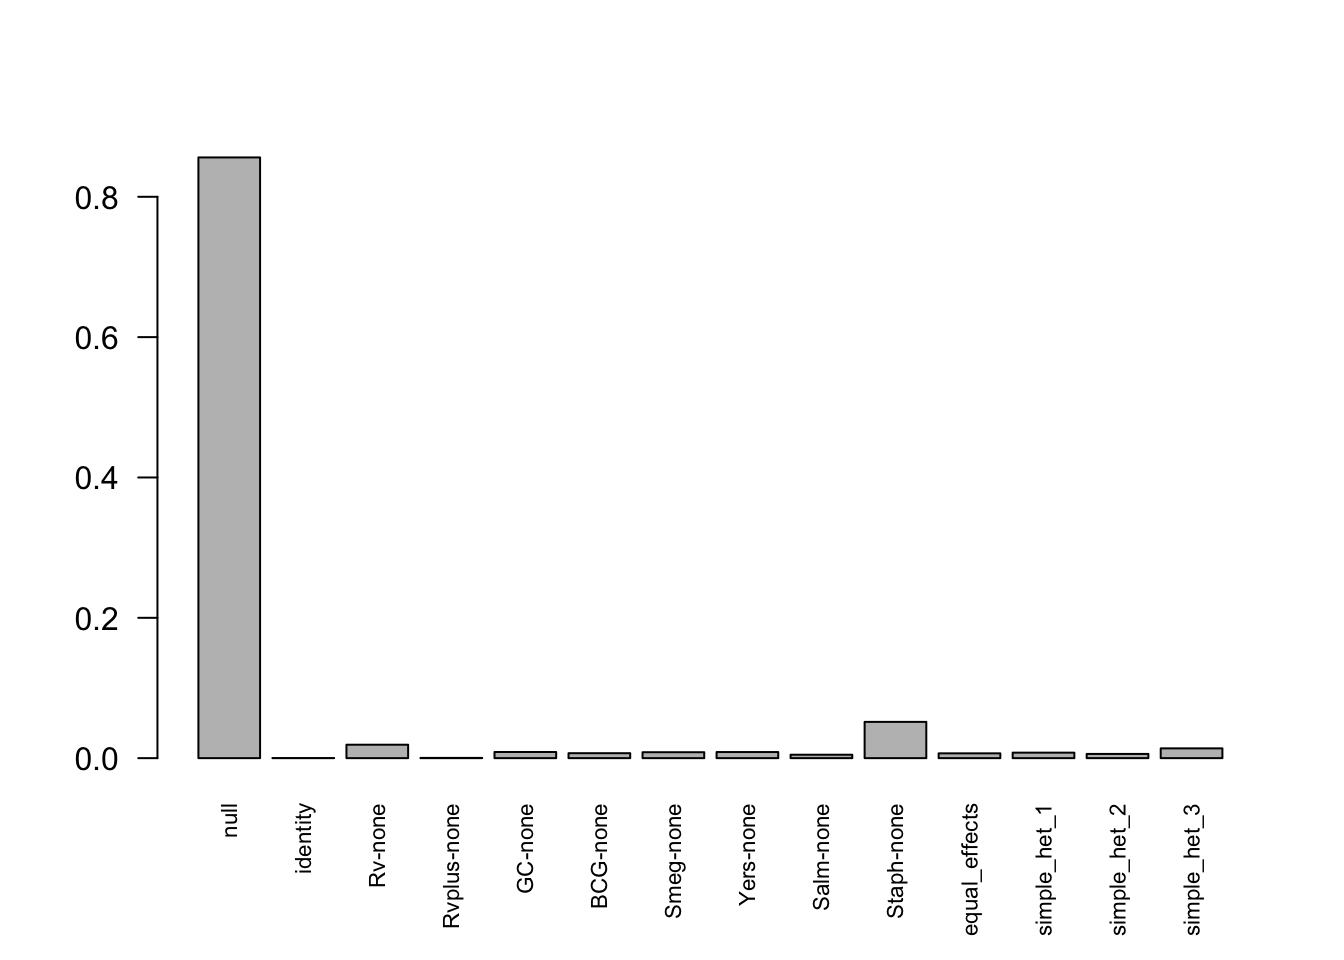 0.8
0.6
0.4
0.2
0.0
null
identity
Rv-none
Rvplus-none
GC-none
BCG-none
Smeg-none
Yers-none
Salm-none
Staph-none
equal_effects
simple_het_1
simple_het_2
simple_het_3